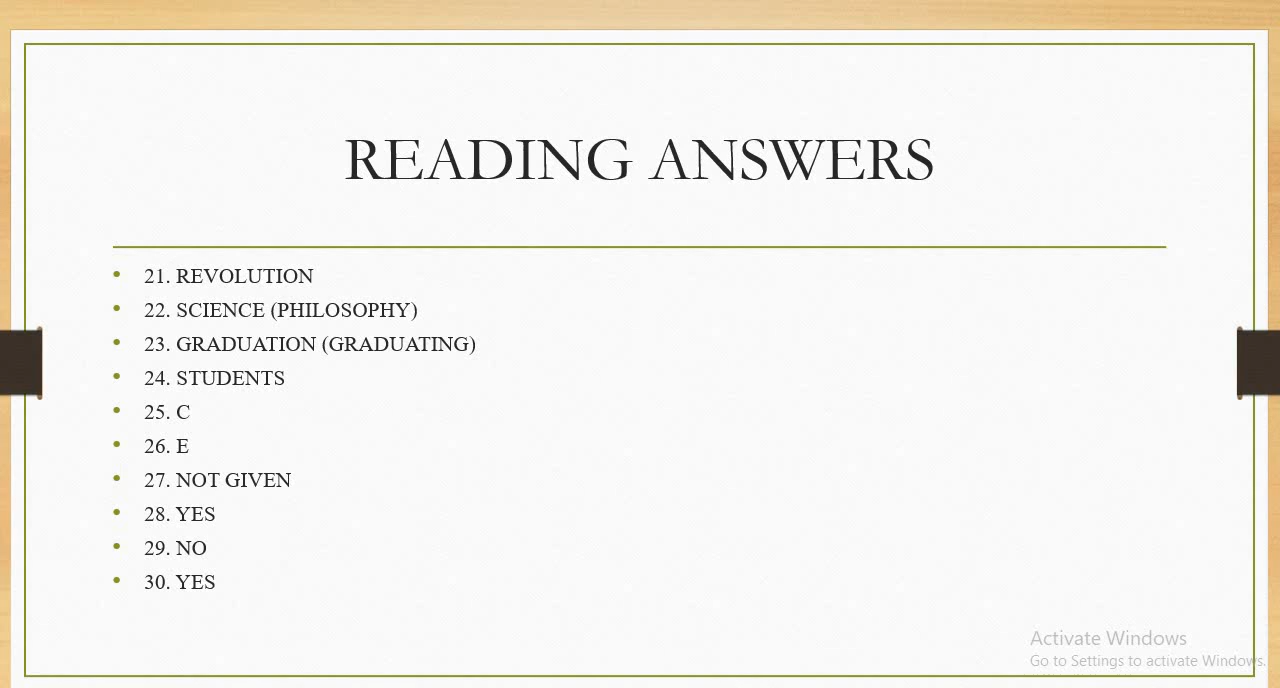 READING ANSWERS
• 21. REVOLUTION
• 22. SCIENCE (PHILOSOPHY)
• 23. GRADUATION (GRADUATING)
• 24. STUDENTS
• 25. C
• 26. E
• 27. NOT GIVEN
• 28. YES
• 29. NO
• 30. YES
Activate Windows
Go to Settings to activate Windows.